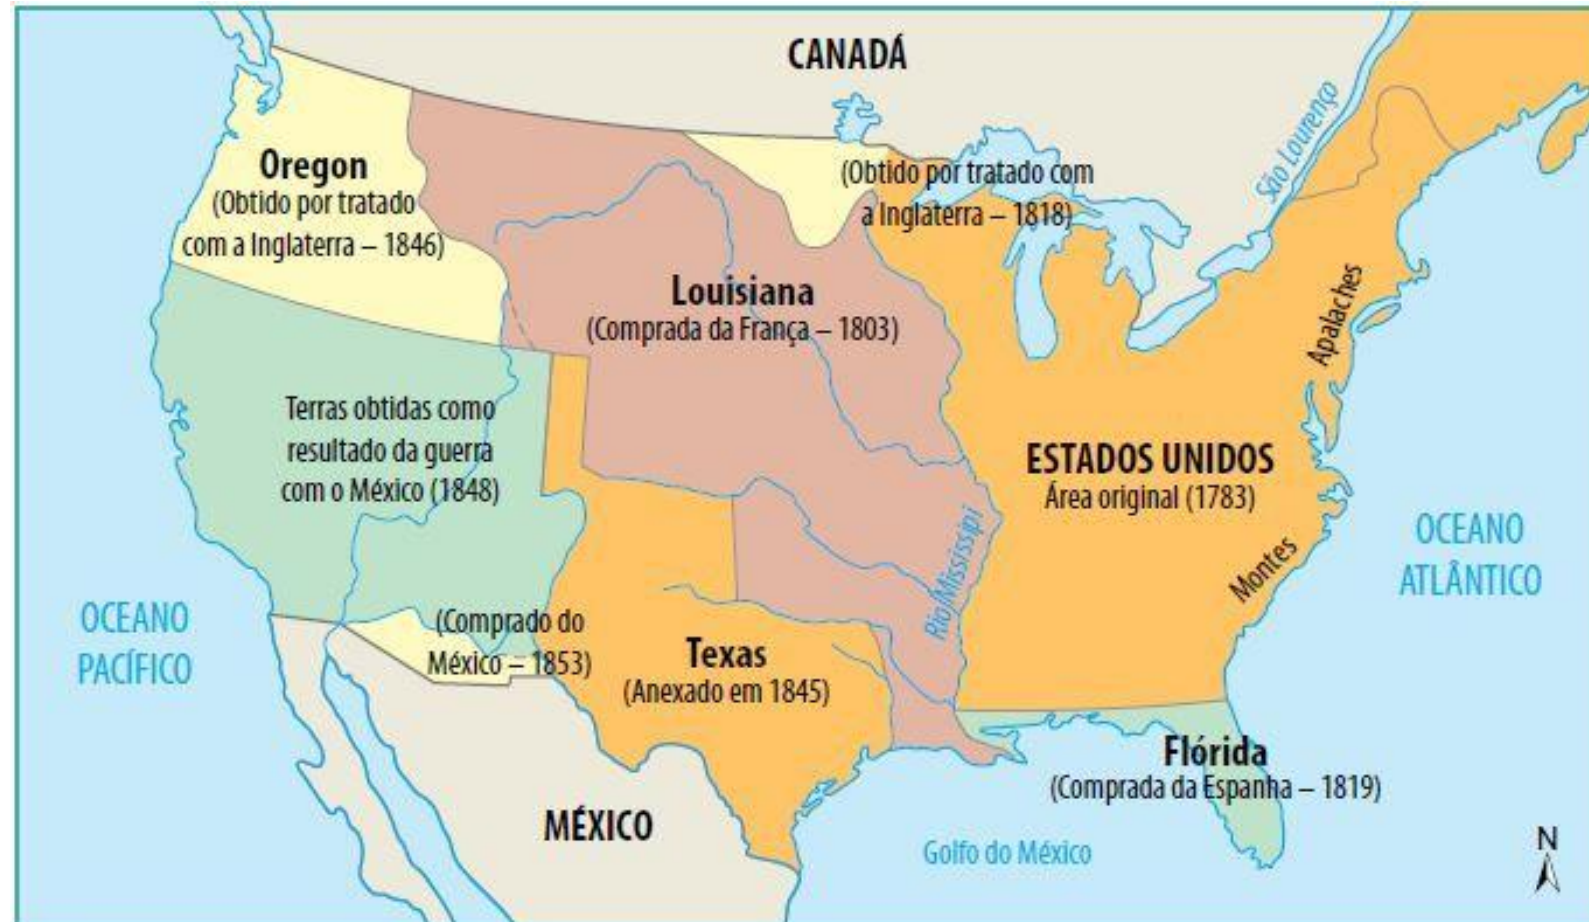 CANADÁ
São Lourenço
Oregon
(Obtido por tratado
com a Inglaterra – 1846)
(Obtido por tratado com
a Inglaterra – 1818)
Louisiana
(Comprada da França – 1803)
Apalaches
Montes
Terras obtidas como
resultado da guerra
com o México (1848)
ESTADOS UNIDOS
Área original (1783)
Rio Mississipi
OCEANO
ATLÂNTICO
OCEANO
PACÍFICO
(Comprado do
México – 1853)
Texas
(Anexado em 1845)
Flórida
(Comprada da Espanha – 1819)
MÉXICO
Golfo do México
N